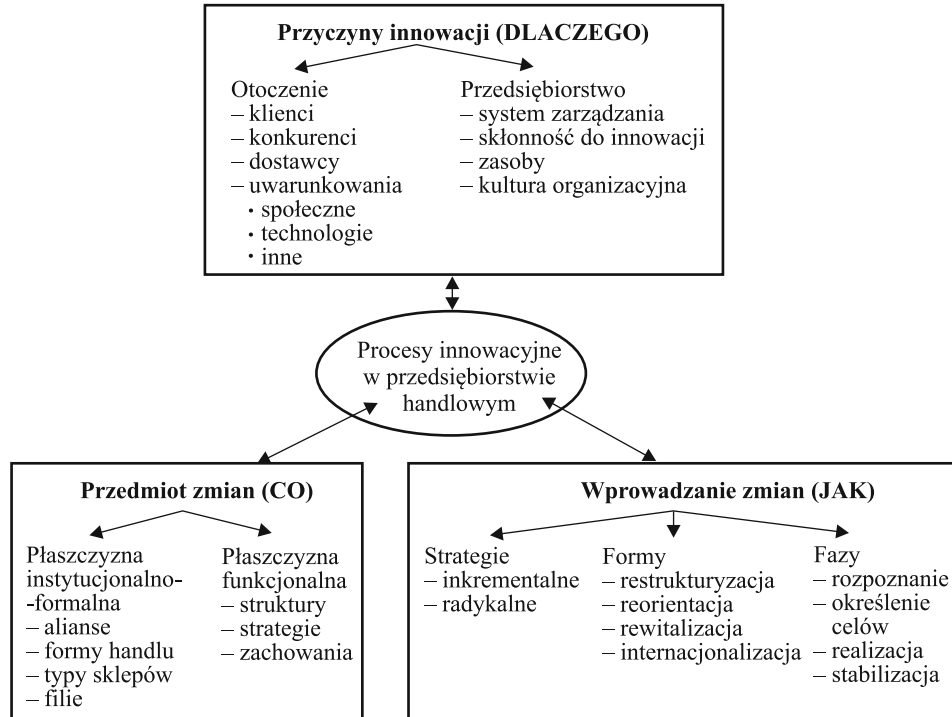 Przyczyny innowacji (DLACZEGO)
Otoczenie
– klienci
– konkurenci
– dostawcy
– uwarunkowania
• społeczne
• technologie
• inne
Przedsiębiorstwo
– system zarządzania
– skłonność do innowacji
– zasoby
– kultura organizacyjna
Procesy innowacyjne
w przedsiębiorstwie
handlowym
Przedmiot zmian (CO)
Płaszczyzna
instytucjonalno-
-formalna
– alianse
– formy handlu
– typy sklepów
– filie
Płaszczyzna
funkcjonalna
– struktury
– strategie
– zachowania
Wprowadzanie zmian (JAK)
Strategie
– inkrementalne
– radykalne
Formy
– restrukturyzacja
– reorientacja
– rewitalizacja
– internacjonalizacja
Fazy
– rozpoznanie
– określenie
celów
– realizacja
– stabilizacja